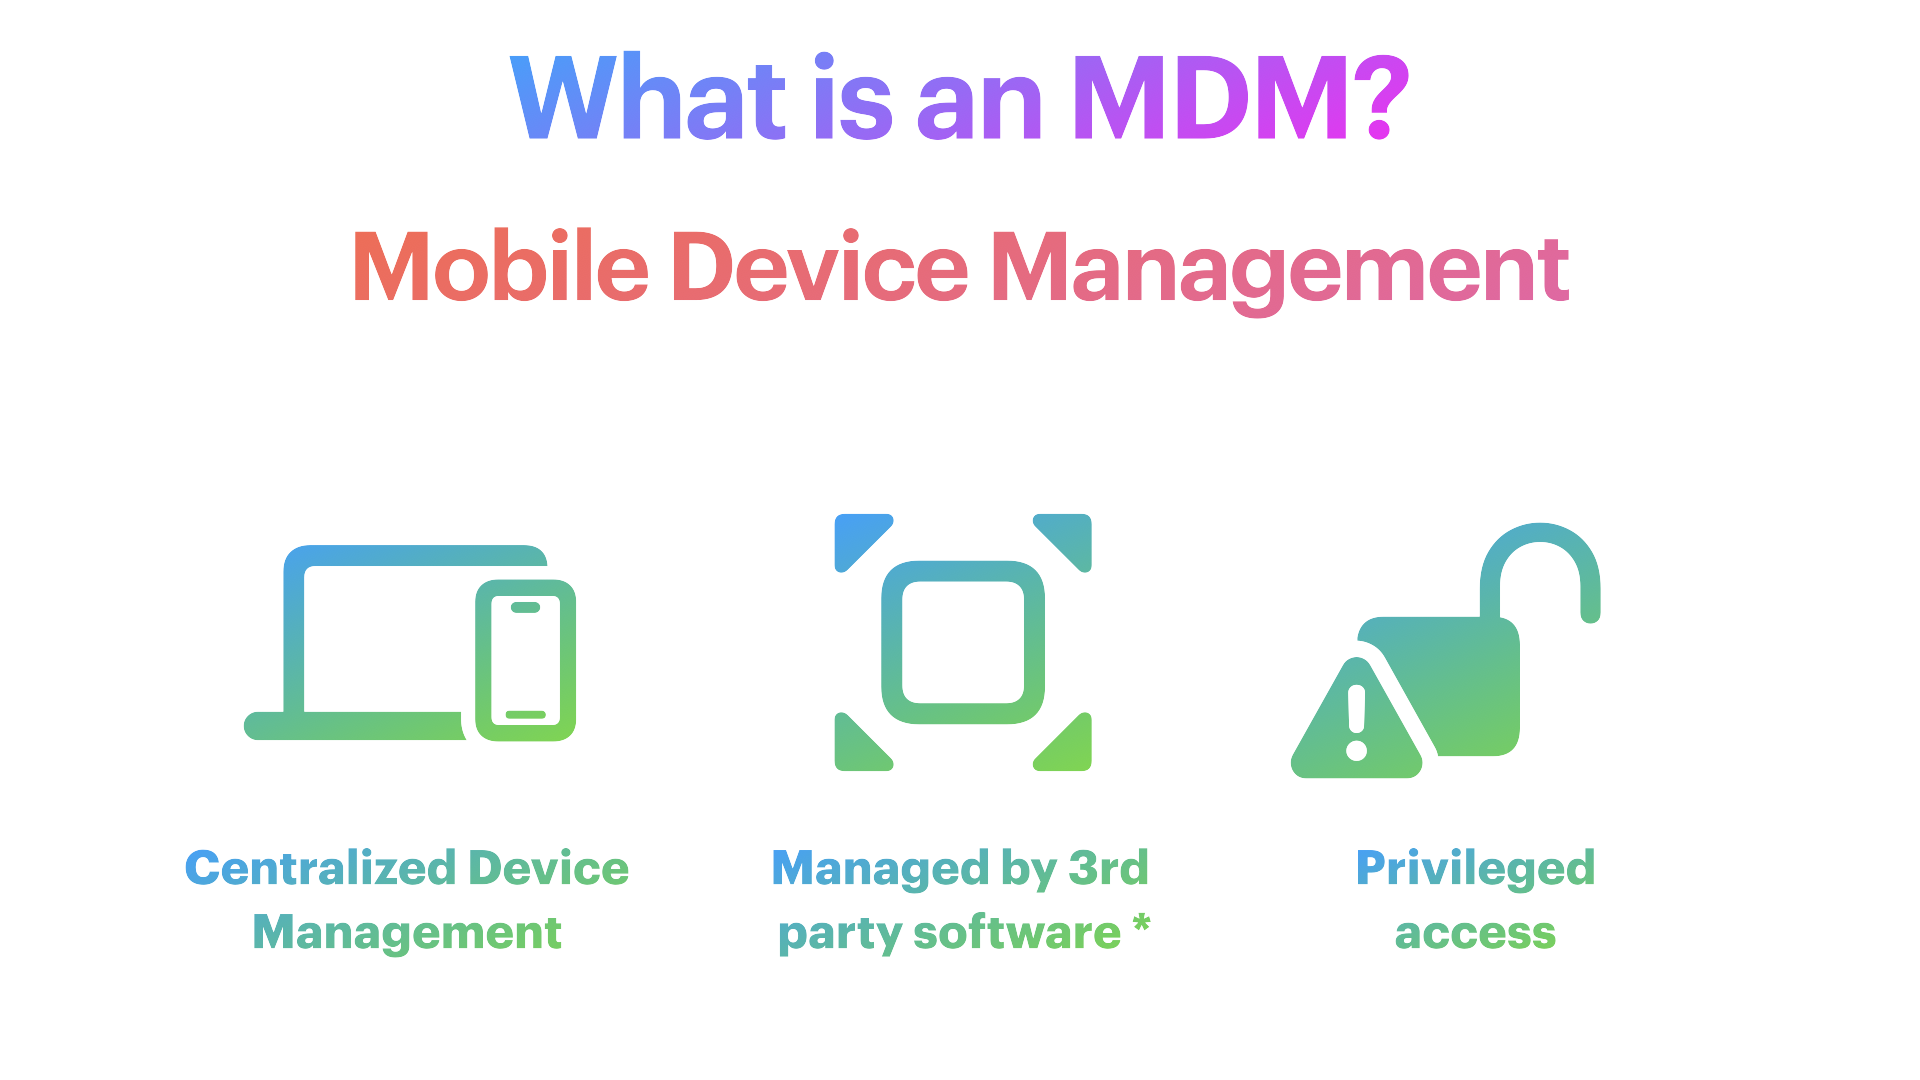 What is an MDM?
Mobile Device Management
Centralized Device
Management
Managed by 3rd
party software *
Privileged
access